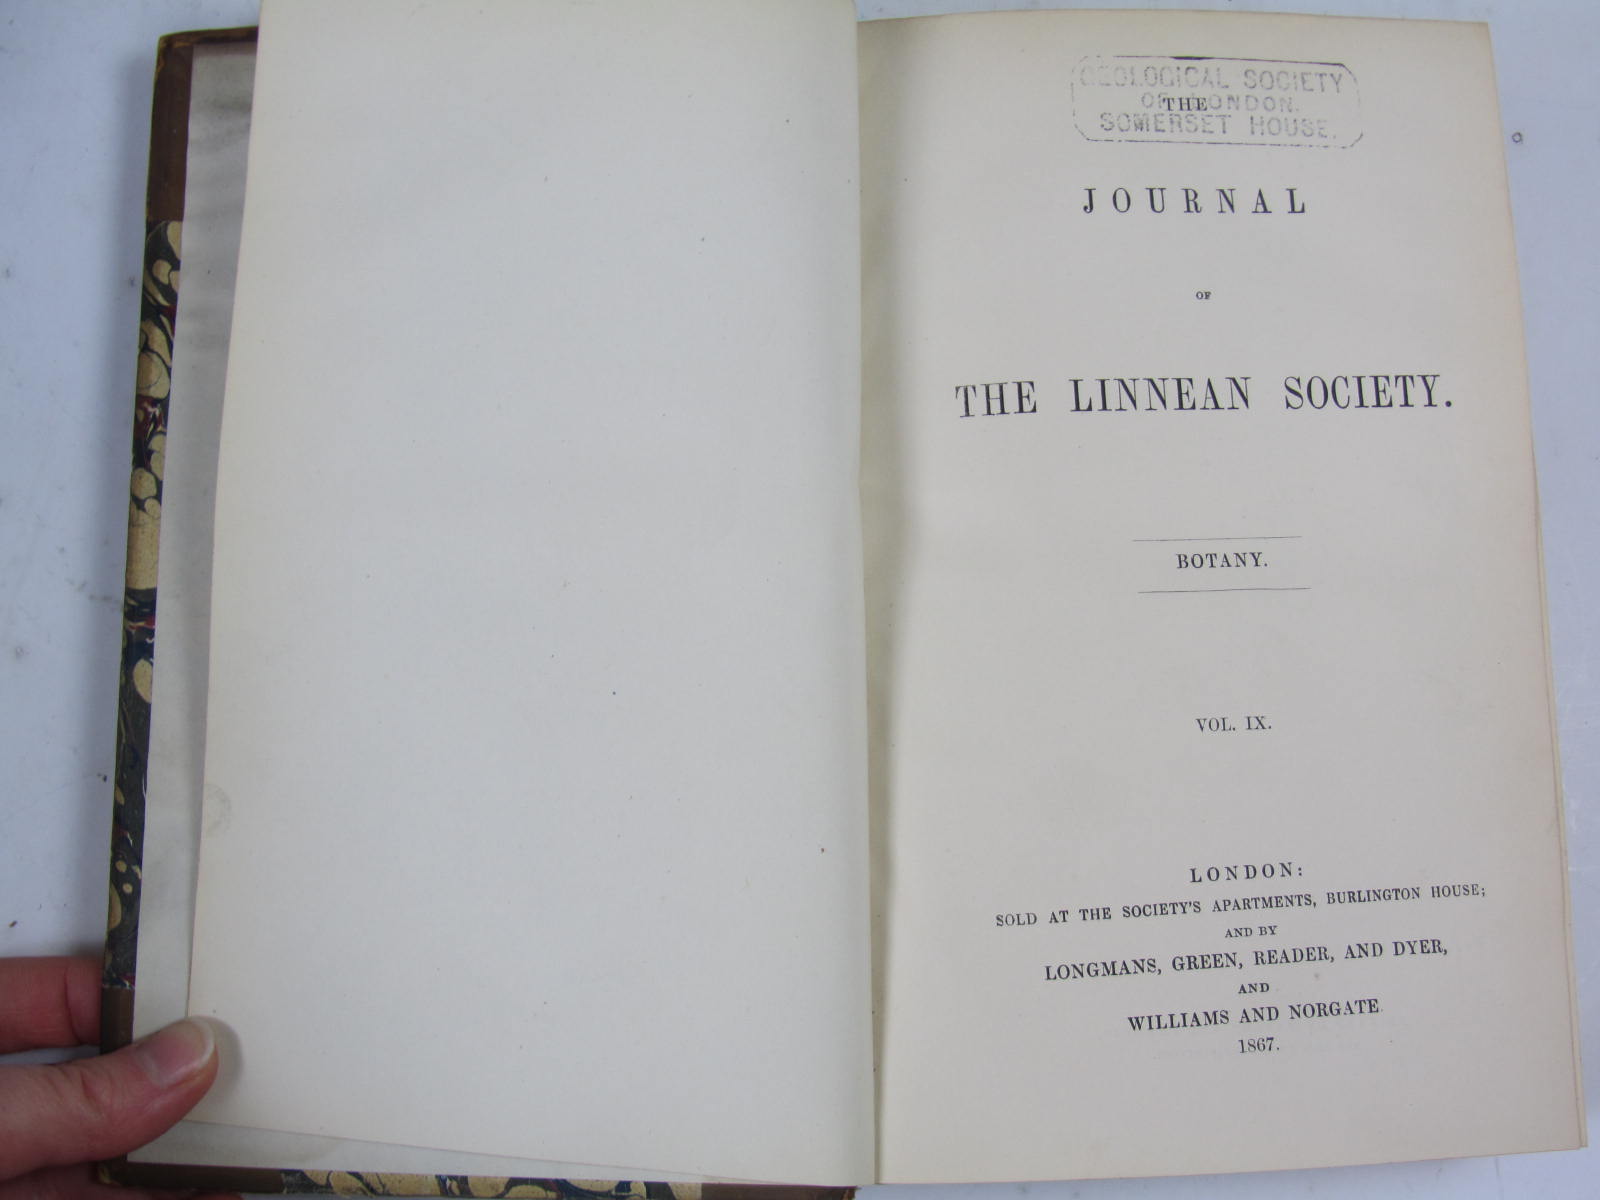 GEOLOGICAL SOCIETY
OF LONDON.
SOMERSET HOUSE.
THE
JOURNAL
OF
THE LINNEAN SOCIETY.
BOTANY.
VOL. IX.
LONDON:
SOLD AT THE SOCIETY'S APARTMENTS, BURLINGTON HOUSE;
AND BY
LONGMANS, GREEN, READER, AND DYER,
AND
WILLIAMS AND NORGATE.
1867.